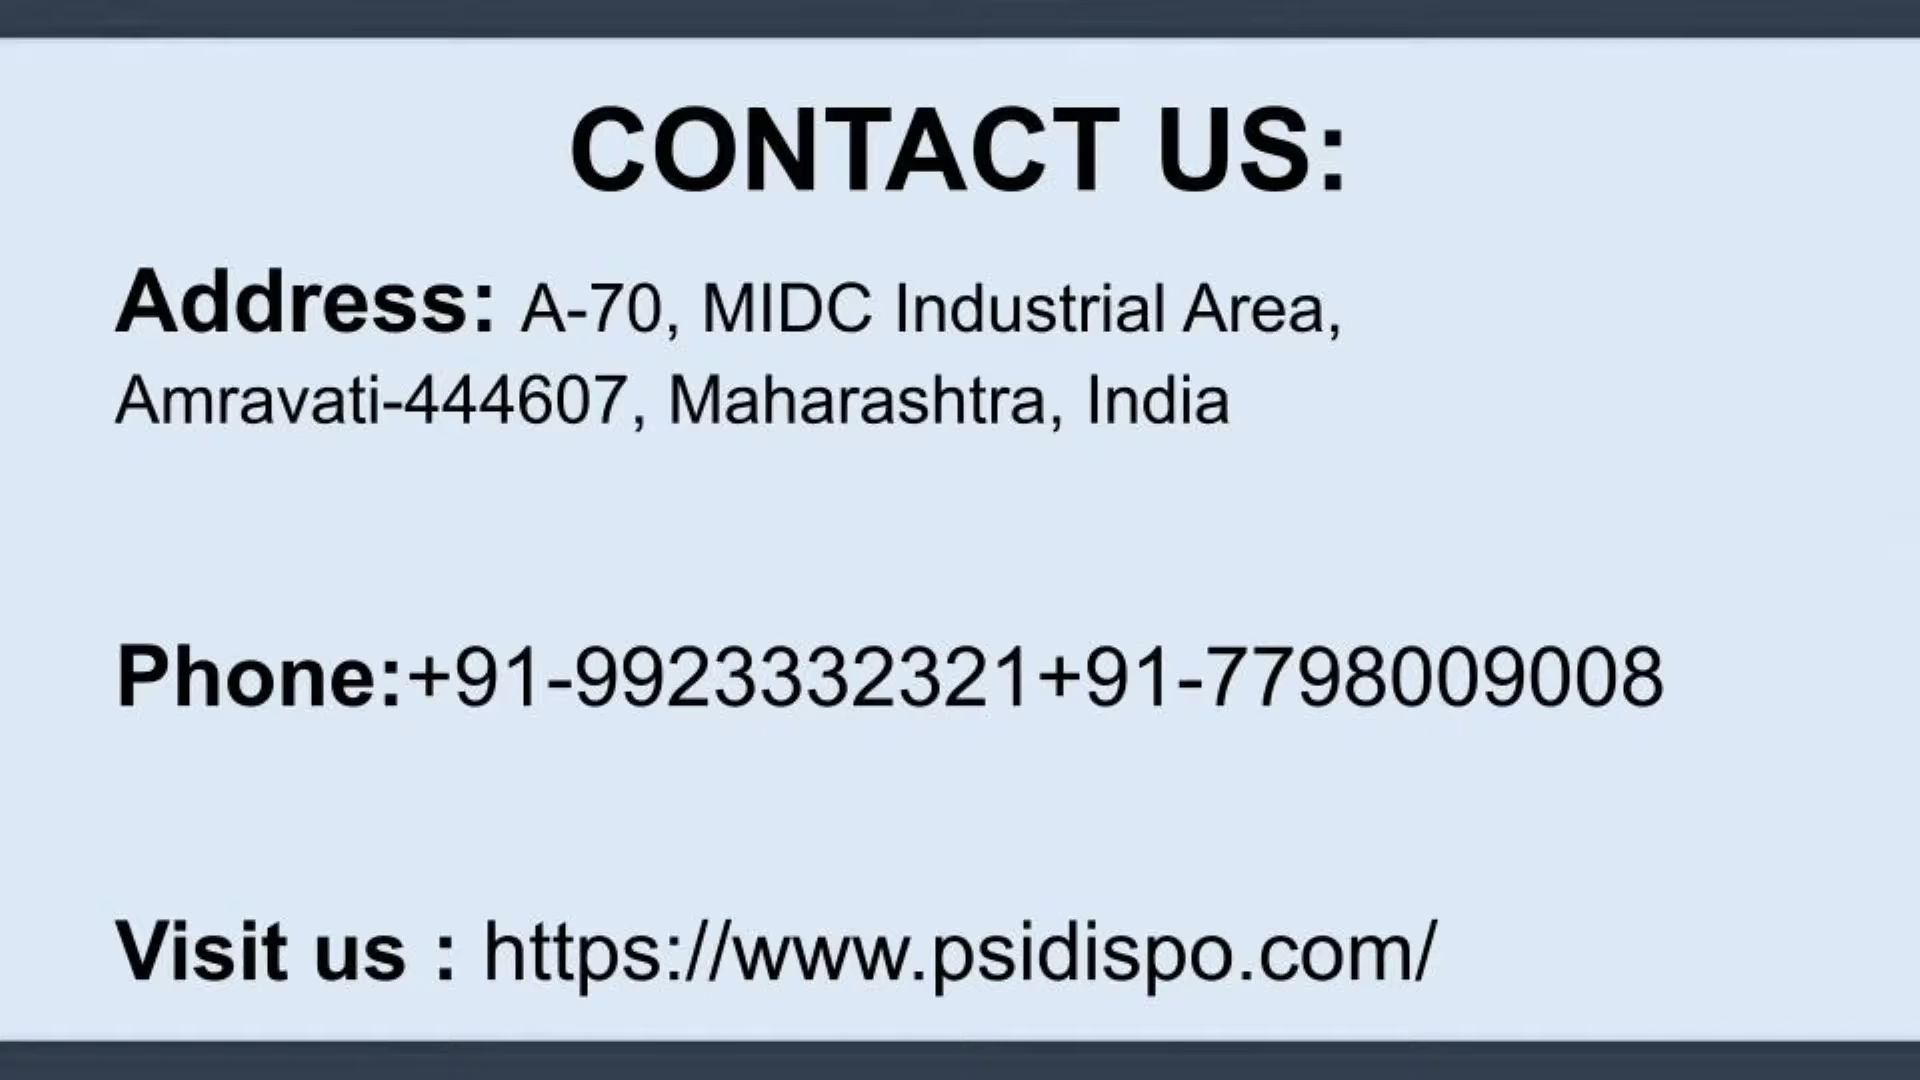 CONTACT US:
Address: A-70, MIDC Industrial Area,
Amravati-444607, Maharashtra, India
Phone:+91-9923332321+91-7798009008
Visit us : https://www.psidispo.com/